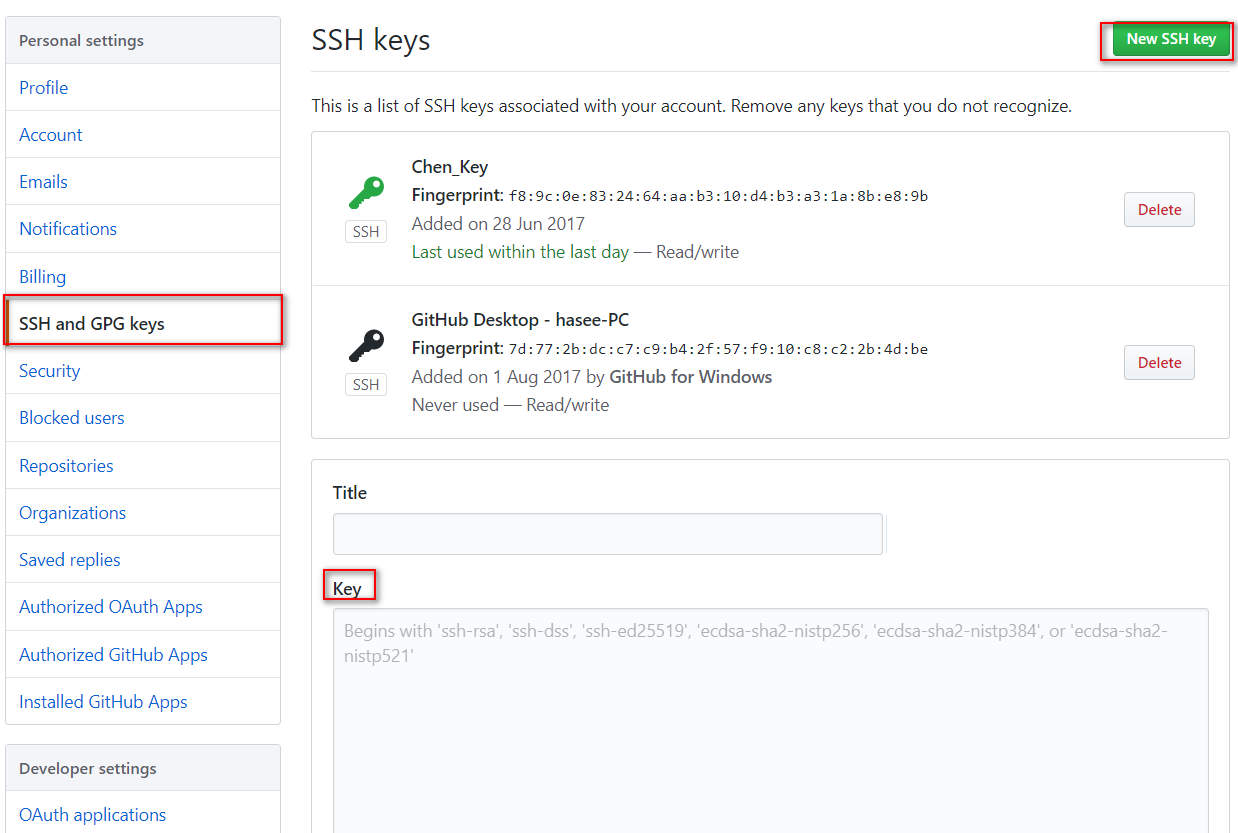 Personal settings
Profile
Account
Emails
Notifications
Billing
SSH and GPG keys
Security
Blocked users
Repositories
Organizations
Saved replies
Authorized OAuth Apps
Authorized GitHub Apps
Installed GitHub Apps
Developer settings
OAuth applications
SSH keys
New SSH key
This is a list of SSH keys associated with your account. Remove any keys that you do not recognize.
Chen_Key
Fingerprint: f8:9c:0e:83:24:64:aa:b3:10:d4:b3:a3:1a:8b:e8:9b
SSH
Added on 28 Jun 2017
Last used within the last day — Read/write
Delete
GitHub Desktop - hasee-PC
Fingerprint: 7d:77:2b:dc:c7:c9:b4:2f:57:f9:10:c8:c2:2b:4d:be
SSH
Added on 1 Aug 2017 by GitHub for Windows
Never used — Read/write
Delete
Title
Key
Begins with 'ssh-rsa', 'ssh-dss', 'ssh-ed25519', 'ecdsa-sha2-nistp256', 'ecdsa-sha2-nistp384', or 'ecdsa-sha2-
nistp521'